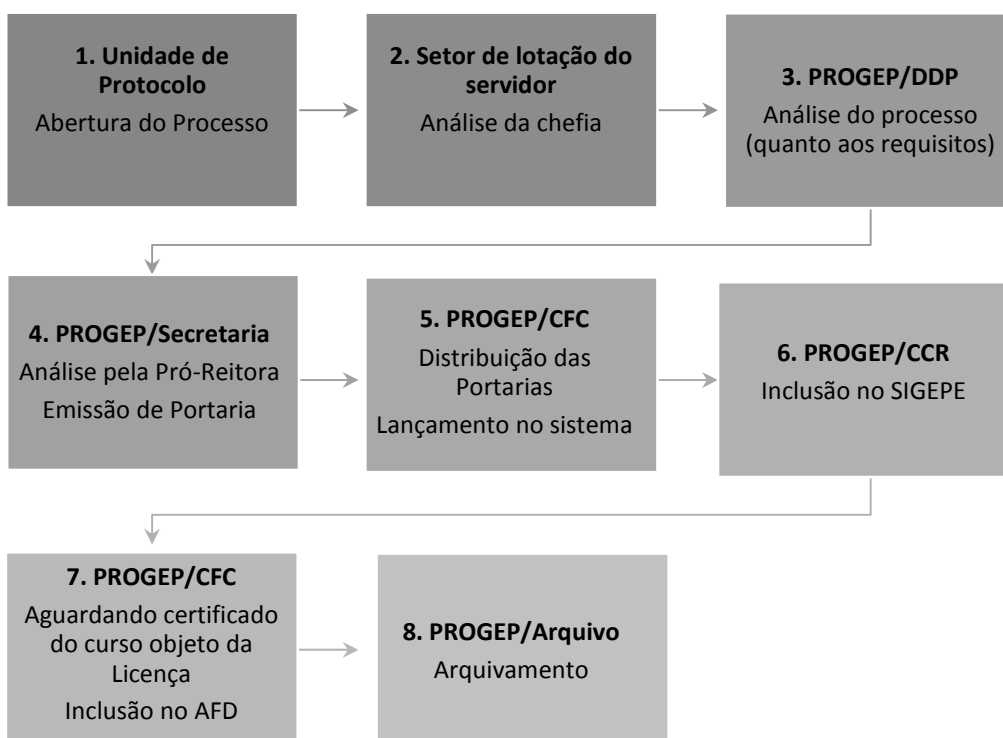 1. Unidade de
Protocolo
Abertura do Processo
2. Setor de lotação do
servidor
Análise da chefia
3. PROGEP/DDP
Análise do processo
(quanto aos requisitos)
4. PROGEP/Secretaria
Análise pela Pró-Reitora
Emissão de Portaria
5. PROGEP/CFC
Distribuição das
Portarias
Lançamento no sistema
6. PROGEP/CCR
Inclusão no SIGEPE
7. PROGEP/CFC
Aguardando certificado
do curso objeto da
Licença
Inclusão no AFD
8. PROGEP/Arquivo
Arquivamento